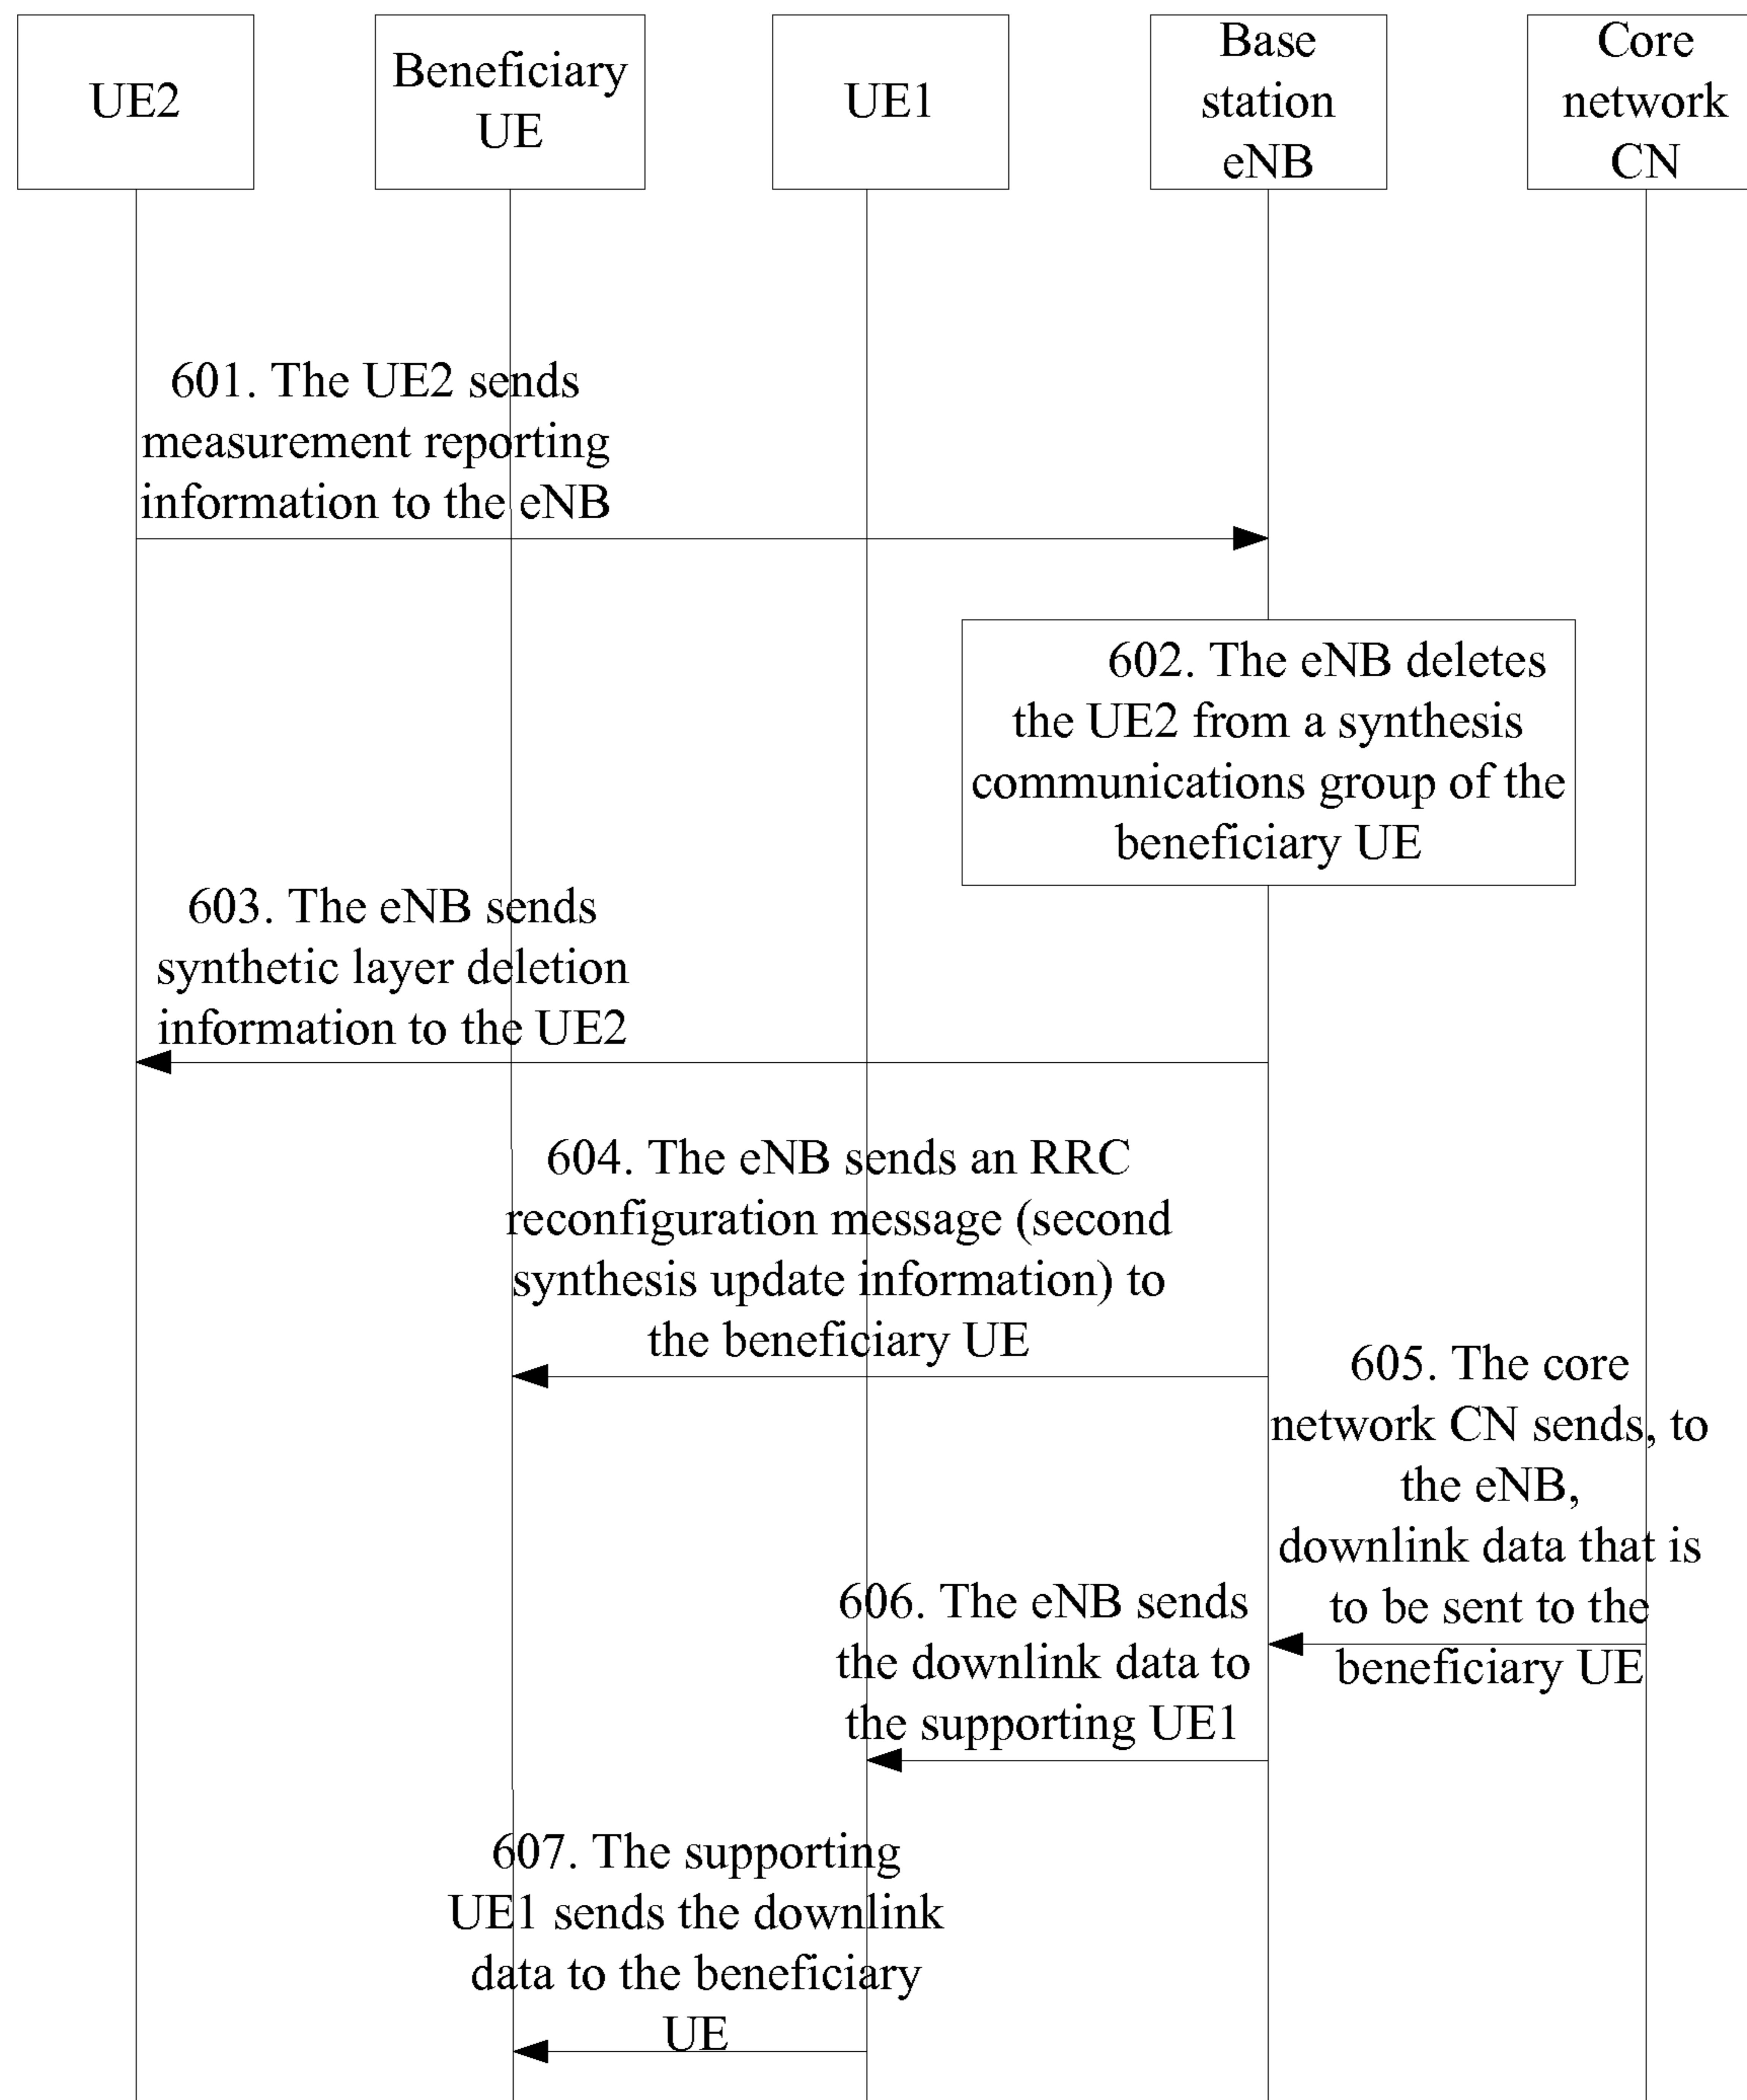 UE2
Beneficiary
UE
UE1
Base
station
eNB
Core
network
CN
601. The UE2 sends
measurement reporting
information to the eNB
602. The eNB deletes
the UE2 from a synthesis
communications group of the
beneficiary UE
603. The eNB sends
synthetic layer deletion
information to the UE2
604. The eNB sends an RRC
reconfiguration message (second
synthesis update information) to
the beneficiary UE
605. The core
network CN sends, to
the eNB,
downlink data that is
to be sent to the
beneficiary UE
606. The eNB sends
the downlink data to
the supporting UE1
607. The supporting
UE1 sends the downlink
data to the beneficiary
UE